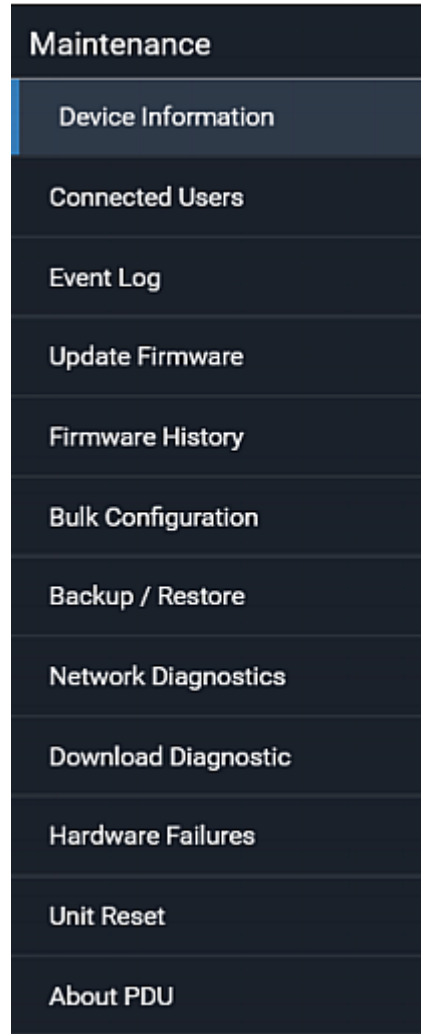 Maintenance
Device Information
Connected Users
Event Log
Update Firmware
Firmware History
Bulk Configuration
Backup / Restore
Network Diagnostics
Download Diagnostic
Hardware Failures
Unit Reset
About PDU